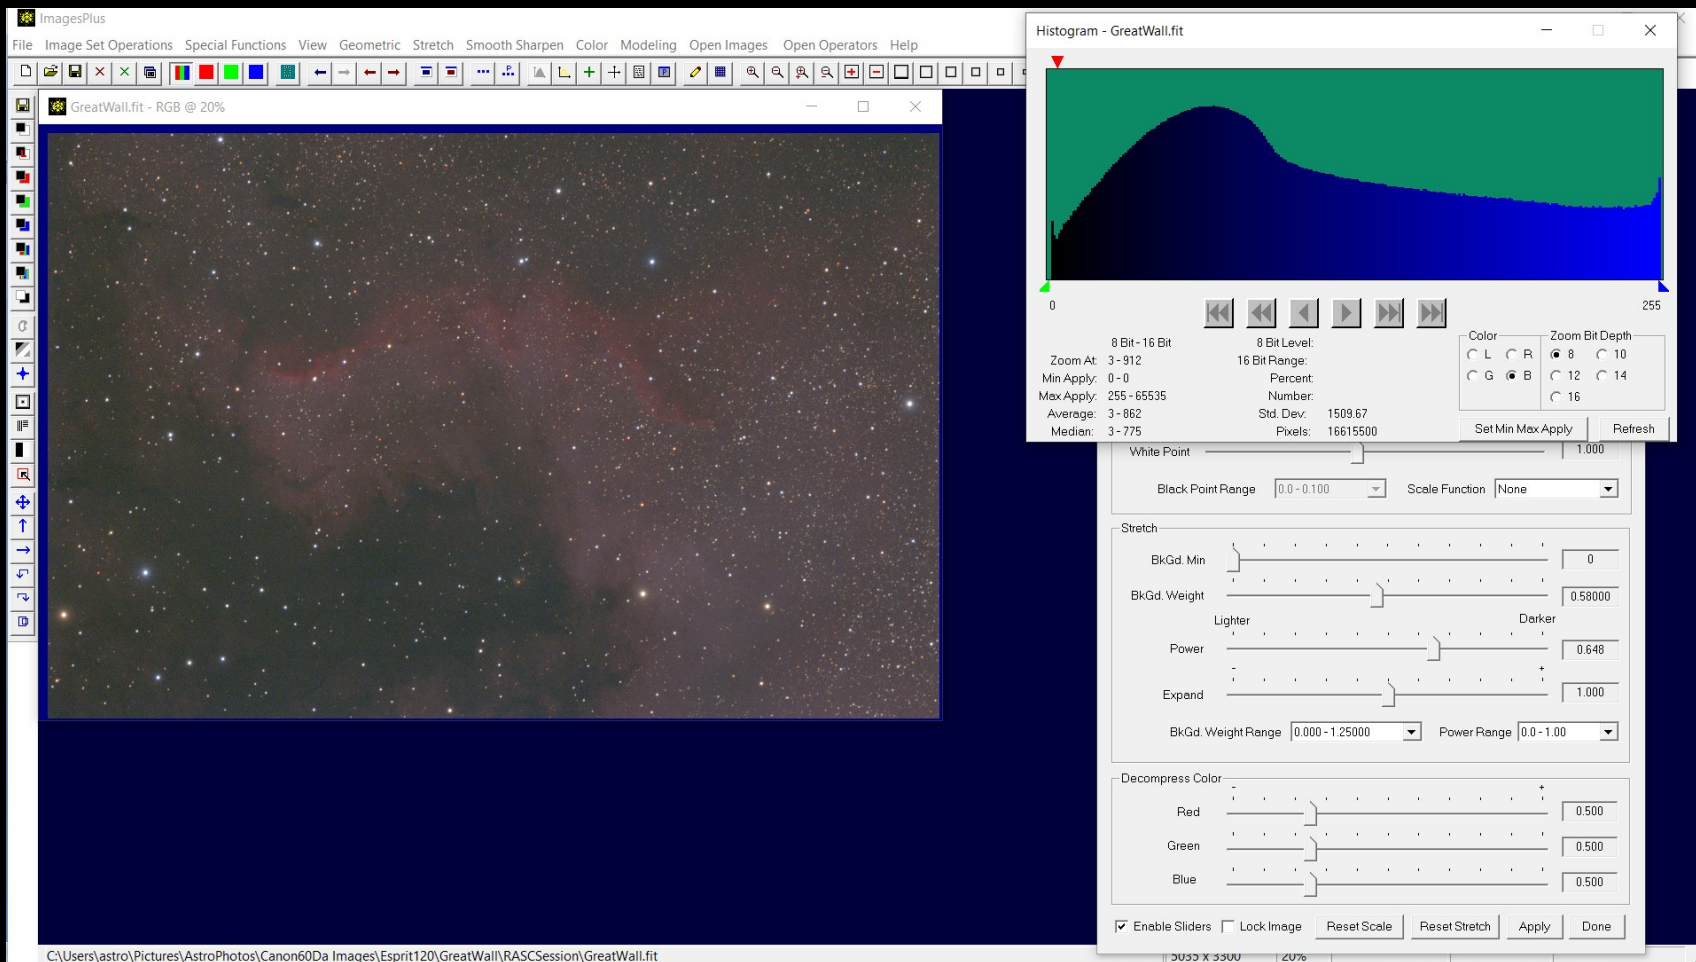 ImagesPlus
File Image Set Operations Special Functions View Geometric Stretch Smooth Sharpen Color Modeling Open Images Open Operators Help
GreatWall.fit - RGB @ 20%
Histogram - GreatWall.fit
0 255
8 Bit - 16 Bit 8 Bit Level:
Zoom At: 3 - 912 16 Bit Range:
Min Apply: 0 - 0 Percent:
Max Apply: 255 - 65535 Number:
Average: 3 - 862 Std. Dev: 1509.67
Median: 3 - 775 Pixels: 16615500
Color
L R
G B
Zoom Bit Depth
8 10
12 14
16
Set Min Max Apply Refresh
White Point 1.000
Black Point Range 0.0 - 0.100 Scale Function None
Stretch
BkGd. Min 0
BkGd. Weight 0.58000
Lighter Darker
Power 0.648
- +
Expand 1.000
BkGd. Weight Range 0.000 - 1.25000 Power Range 0.0 - 1.00
Decompress Color
- +
Red 0.500
Green 0.500
Blue 0.500
Enable Sliders Lock Image Reset Scale Reset Stretch Apply Done
C:\Users\astro\Pictures\AstroPhotos\Canon60Da Images\Esprit120\GreatWall\RASCSession\GreatWall.fit 5035 x 3300 20%